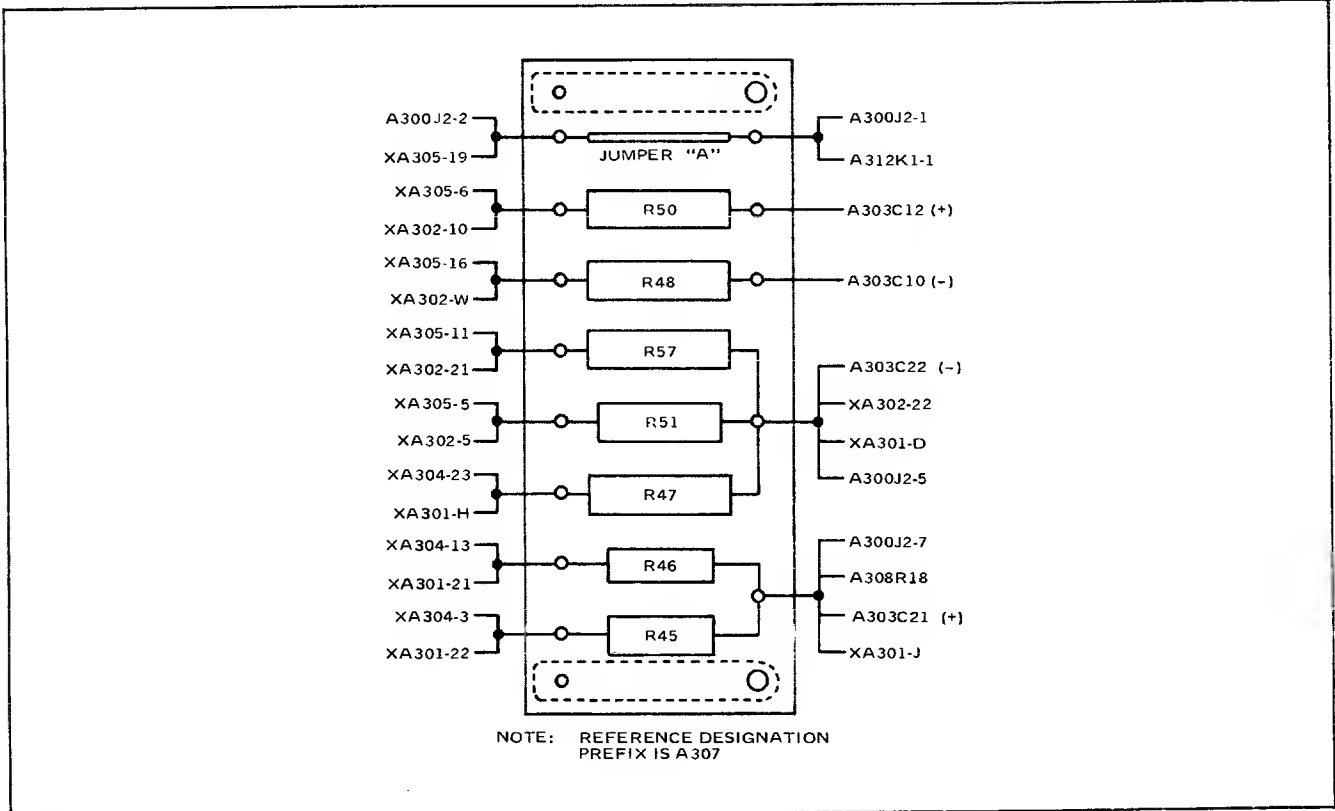 A300J2-2
A300J2-1
JUMPER "A"
XA305-19
A312K1-1
XA305-6
R50
A303C12 (+)
XA302-10
XA305-16
R48
A303C10 (-)
XA302-W
XA305-11
R57
XA302-21
A303C22 (-)
XA305-5
XA302-22
R51
XA302-5
XA301-D
XA304-23
A300J2-5
R47
XA301-H
XA304-13
A300J2-7
R46
XA301-21
A308R18
XA304-3
A303C21 (+)
R45
XA301-22
XA301-J
NOTE: REFERENCE DESIGNATION
PREFIX IS A307